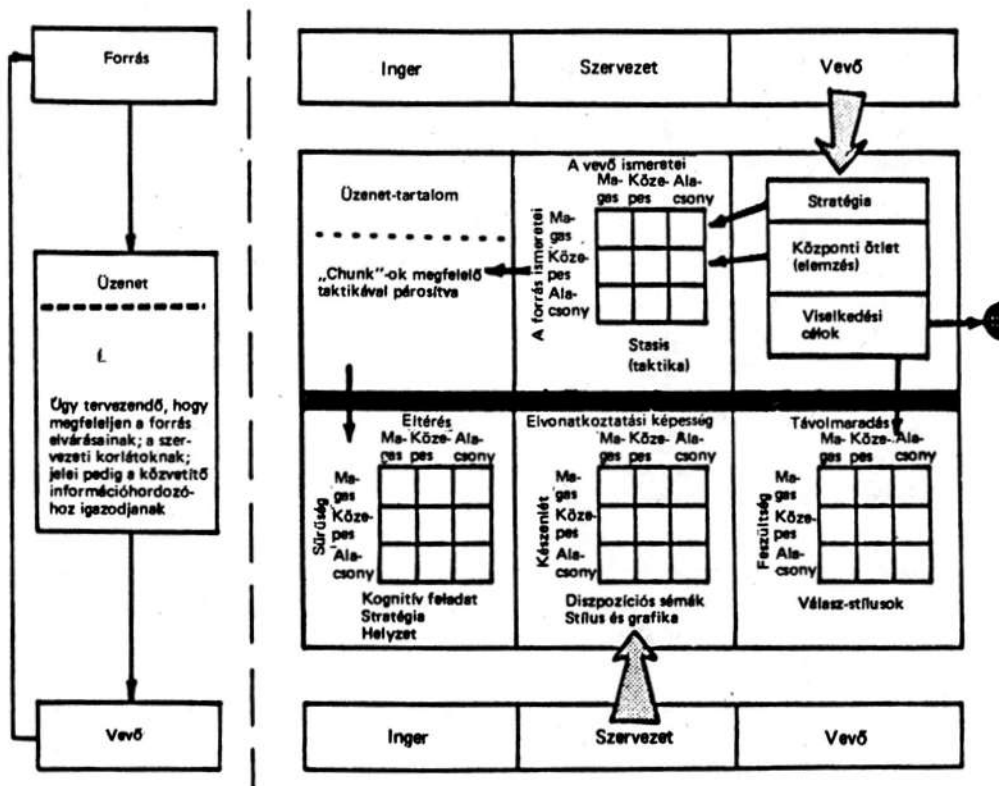 Forrás
Üzenet
Úgy tervezendő, hogy
megfeleljen a forrás
elvárásainak; a szer-
vezeti korlátoknak;
jelei pedig a közvetítő
információhordozó-
hoz igazodjanak
Vevő
Inger
Szervezet
Vevő
Üzenet-tartalom
„Chunk”-ok megfelelő
taktikával párosítva
A vevő ismeretei
Ma- Köze- Ala-
gas pes csony
A forrás ismeretei
Ma-
gas
Köze-
pes
Ala-
csony
Stasis
(taktika)
Stratégia
Központi ötlet
(elemzés)
Viselkedési
célok
Eltérés
Ma- Köze- Ala-
gas pes csony
Sűrűség
Ma-
gas
Köze-
pes
Ala-
csony
Kognitív feladat
Stratégia
Helyzet
Elvonatkoztatási képesség
Ma- Köze- Ala-
gas pes csony
Készenlét
Ma-
gas
Köze-
pes
Ala-
csony
Diszpozíciós sémák
Stílus és grafika
Távolmaradás
Ma- Köze- Ala-
gas pes csony
Feszültség
Ma-
gas
Köze-
pes
Ala-
csony
Válasz-stílusok
Inger
Szervezet
Vevő